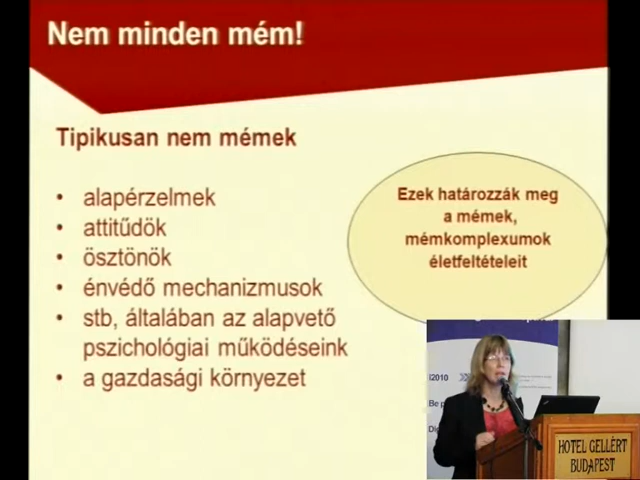 Nem minden mém!
Tipikusan nem mémek
• alapérzelmek
• attitűdök
• ösztönök
• énvédő mechanizmusok
• stb, általában az alapvető
pszichológiai működéseink
• a gazdasági környezet
Ezek határozzák meg
a mémek,
mémkomplexumok
életfeltételeit
HOTEL GELLÉRT
BUDAPEST